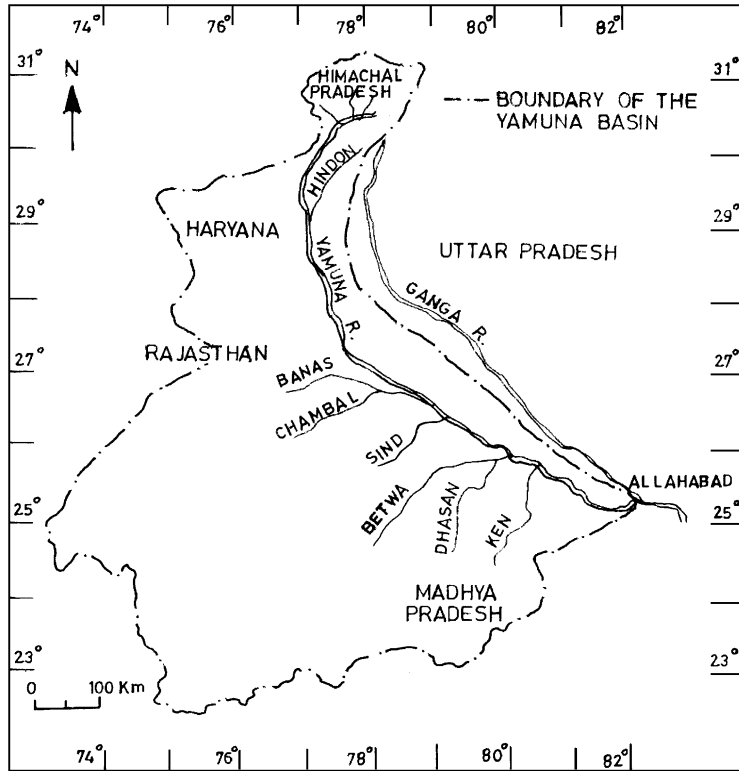 74° 76° 78° 80° 82°
31° 31°
N
HIMACHAL
PRADESH
BOUNDARY OF THE
YAMUNA BASIN
HINDON
29° 29°
HARYANA
UTTAR PRADESH
YAMUNA R.
GANGA R.
RAJASTHAN
27° 27°
BANAS
CHAMBAL
SIND
BETWA
DHASAN
KEN
ALLAHABAD
25° 25°
MADHYA
PRADESH
23° 23°
0 100 Km
74° 76° 78° 80° 82°